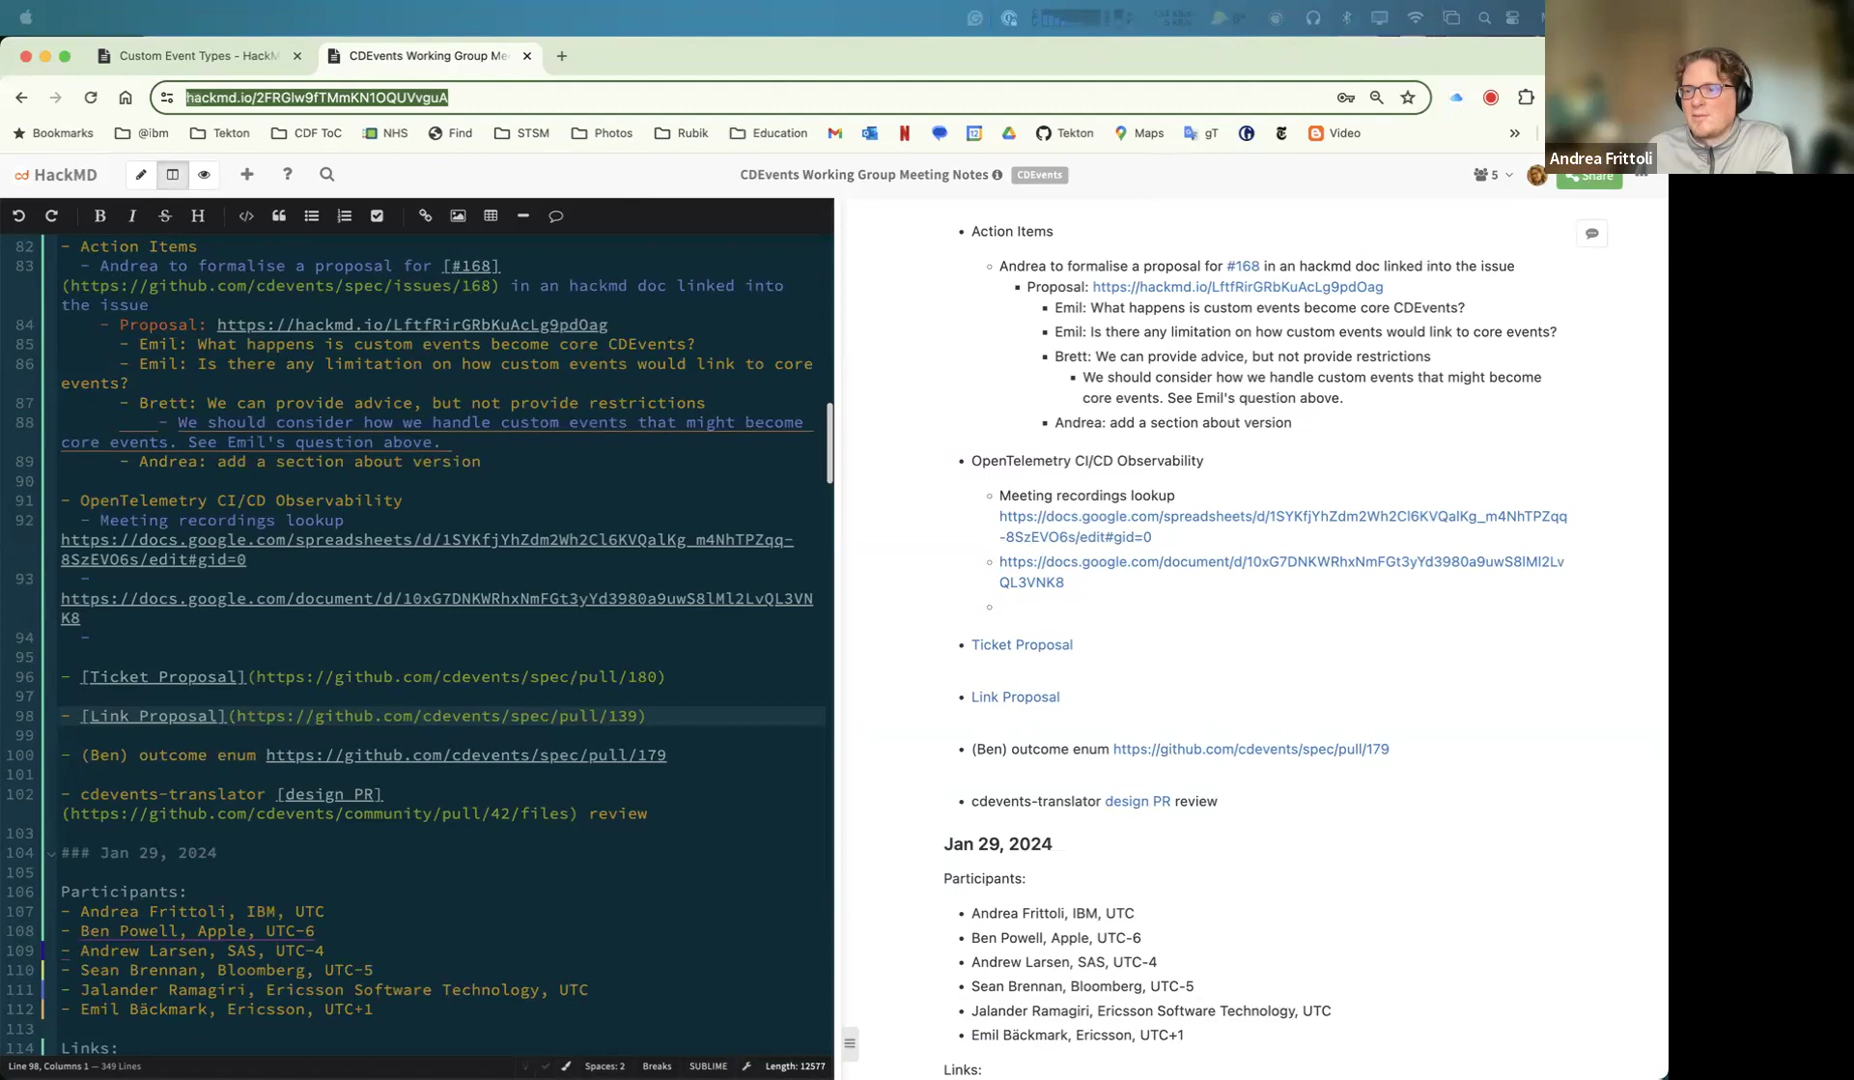 Custom Event Types - HackM
CDEvents Working Group Mee
hackmd.io/2FRGlw9fTMmKN1OQUVvguA
Bookmarks
@ibm
Tekton
CDF ToC
NHS
Find
STSM
Photos
Rubik
Education
Tekton
Maps
gT
Video
Andrea Frittoli
HackMD
CDEvents Working Group Meeting Notes
CDEvents
5
Share
82 - Action Items
83 - Andrea to formalise a proposal for [#168]
(https://github.com/cdevents/spec/issues/168) in an hackmd doc linked into
the issue
84 - Proposal: https://hackmd.io/LftfRirGRbKuAcLg9pdOag
85 - Emil: What happens is custom events become core CDEvents?
86 - Emil: Is there any limitation on how custom events would link to core
events?
87 - Brett: We can provide advice, but not provide restrictions
88 - We should consider how we handle custom events that might become
core events. See Emil's question above.
89 - Andrea: add a section about version
90
91 - OpenTelemetry CI/CD Observability
92 - Meeting recordings lookup
https://docs.google.com/spreadsheets/d/1SYKfjYhZdm2Wh2Cl6KVQalKg_m4NhTPZqq-
8SzEVO6s/edit#gid=0
93 -
https://docs.google.com/document/d/10xG7DNKWRhxNmFGt3yYd3980a9uwS8lMl2LvQL3VN
K8
94 -
95
96 - [Ticket Proposal](https://github.com/cdevents/spec/pull/180)
97
98 - [Link Proposal](https://github.com/cdevents/spec/pull/139)
99
100 - (Ben) outcome enum https://github.com/cdevents/spec/pull/179
101
102 - cdevents-translator [design PR]
(https://github.com/cdevents/community/pull/42/files) review
103
104 ### Jan 29, 2024
105
106 Participants:
107 - Andrea Frittoli, IBM, UTC
108 - Ben Powell, Apple, UTC-6
109 - Andrew Larsen, SAS, UTC-4
110 - Sean Brennan, Bloomberg, UTC-5
111 - Jalander Ramagiri, Ericsson Software Technology, UTC
112 - Emil Bäckmark, Ericsson, UTC+1
113
114 Links:
Line 98, Columns 1 — 349 Lines
Spaces: 2
Breaks
SUBLIME
Length: 12577
Action Items
Andrea to formalise a proposal for #168 in an hackmd doc linked into the issue
Proposal: https://hackmd.io/LftfRirGRbKuAcLg9pdOag
Emil: What happens is custom events become core CDEvents?
Emil: Is there any limitation on how custom events would link to core events?
Brett: We can provide advice, but not provide restrictions
We should consider how we handle custom events that might become
core events. See Emil's question above.
Andrea: add a section about version
OpenTelemetry CI/CD Observability
Meeting recordings lookup
https://docs.google.com/spreadsheets/d/1SYKfjYhZdm2Wh2Cl6KVQalKg_m4NhTPZqq
-8SzEVO6s/edit#gid=0
https://docs.google.com/document/d/10xG7DNKWRhxNmFGt3yYd3980a9uwS8lMl2Lv
QL3VNK8
Ticket Proposal
Link Proposal
(Ben) outcome enum https://github.com/cdevents/spec/pull/179
cdevents-translator design PR review
Jan 29, 2024
Participants:
Andrea Frittoli, IBM, UTC
Ben Powell, Apple, UTC-6
Andrew Larsen, SAS, UTC-4
Sean Brennan, Bloomberg, UTC-5
Jalander Ramagiri, Ericsson Software Technology, UTC
Emil Bäckmark, Ericsson, UTC+1
Links: